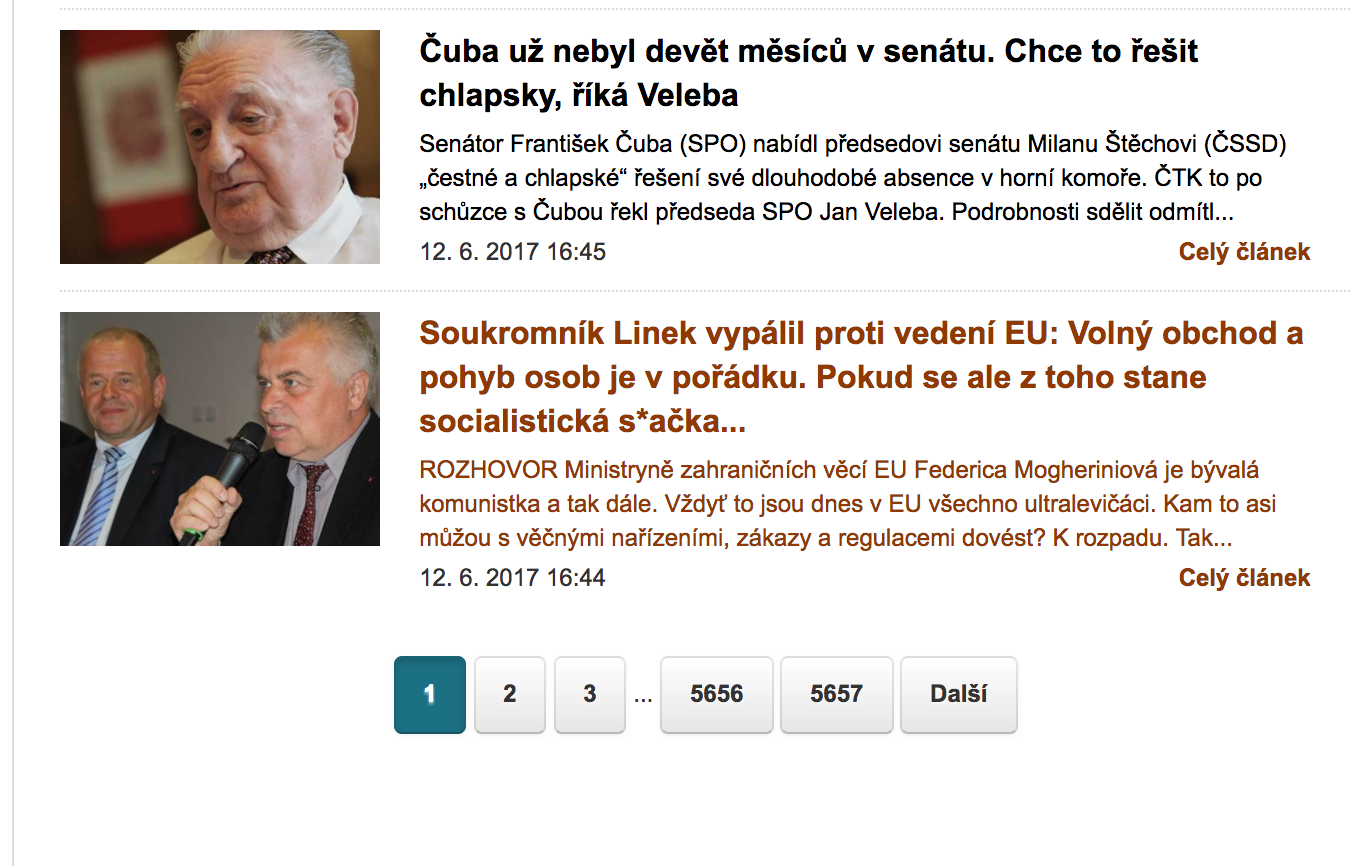 Čuba už nebyl devět měsíců v senátu. Chce to řešit
chlapsky, říká Veleba
Senátor František Čuba (SPO) nabídl předsedovi senátu Milanu Štěchovi (ČSSD)
„čestné a chlapské“ řešení své dlouhodobé absence v horní komoře. ČTK to po
schůzce s Čubou řekl předseda SPO Jan Veleba. Podrobnosti sdělit odmítl...
12. 6. 2017 16:45 Celý článek
Soukromník Linek vypálil proti vedení EU: Volný obchod a
pohyb osob je v pořádku. Pokud se ale z toho stane
socialistická s*ačka...
ROZHOVOR Ministryně zahraničních věcí EU Federica Mogheriniová je bývalá
komunistka a tak dále. Vždyť to jsou dnes v EU všechno ultralevičáci. Kam to asi
můžou s věčnými nařízeními, zákazy a regulacemi dovést? K rozpadu. Tak...
12. 6. 2017 16:44 Celý článek
1 2 3 ... 5656 5657 Další